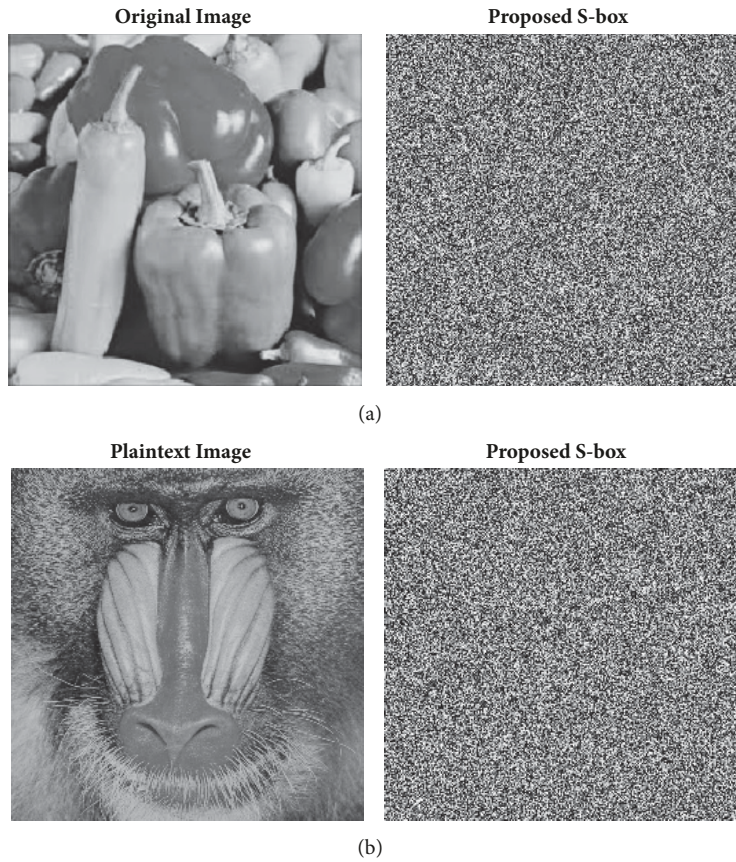 Original Image
Proposed S-box
(a)
Plaintext Image
Proposed S-box
(b)